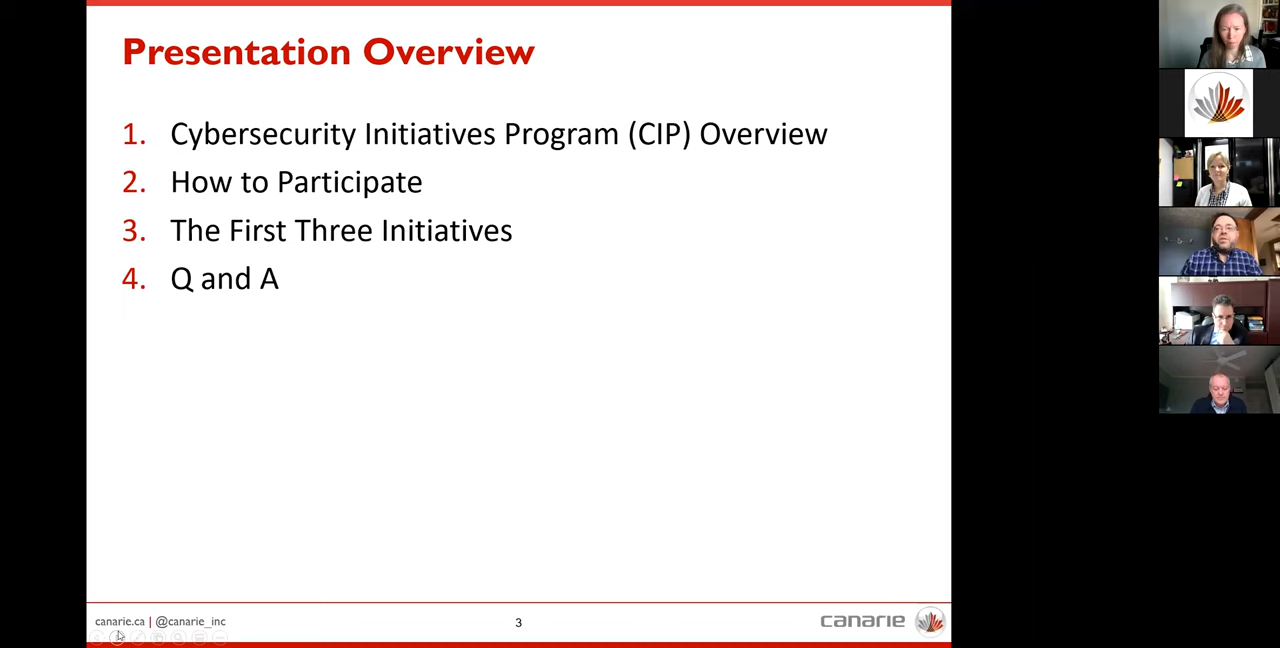 Presentation Overview
1. Cybersecurity Initiatives Program (CIP) Overview
2. How to Participate
3. The First Three Initiatives
4. Q and A
canarie.ca | @canarie_inc
3
canarie